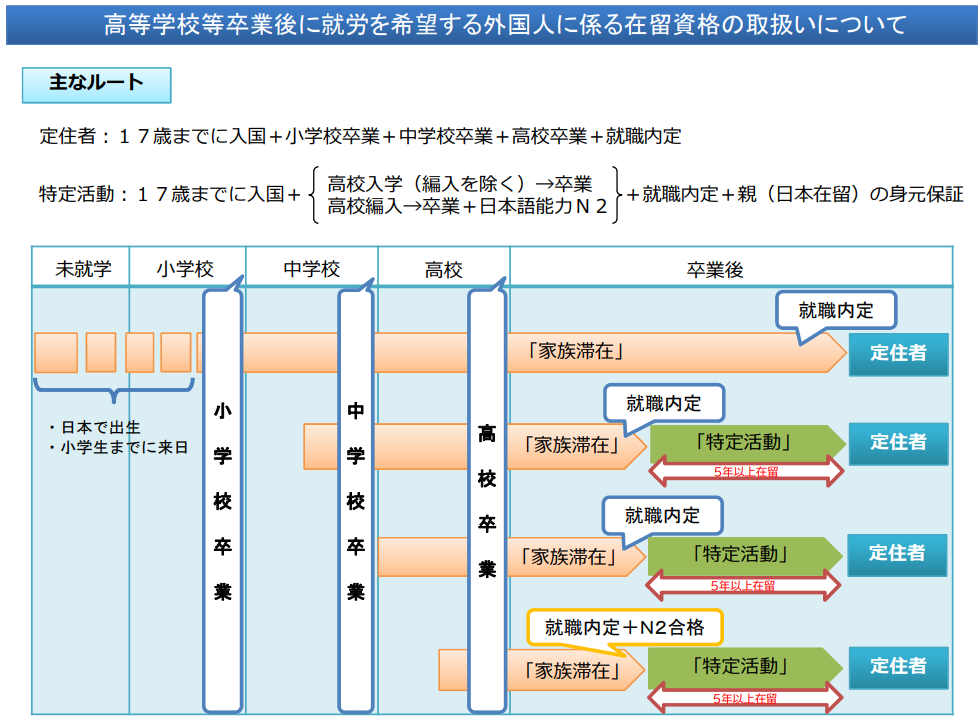 高等学校等卒業後に就労を希望する外国人に係る在留資格の取扱いについて
主なルート
定住者：１７歳までに入国＋小学校卒業＋中学校卒業＋高校卒業＋就職内定
特定活動：１７歳までに入国＋
高校入学（編入を除く）→卒業
高校編入→卒業＋日本語能力Ｎ２
＋就職内定＋親（日本在留）の身元保証
未就学
小学校
中学校
高校
卒業後
就職内定
「家族滞在」
定住者
・日本で出生
・小学生までに来日
小学校卒業
中学校卒業
高校卒業
就職内定
「家族滞在」
「特定活動」
定住者
5年以上在留
就職内定
「家族滞在」
「特定活動」
定住者
5年以上在留
就職内定＋N2合格
「家族滞在」
「特定活動」
定住者
5年以上在留